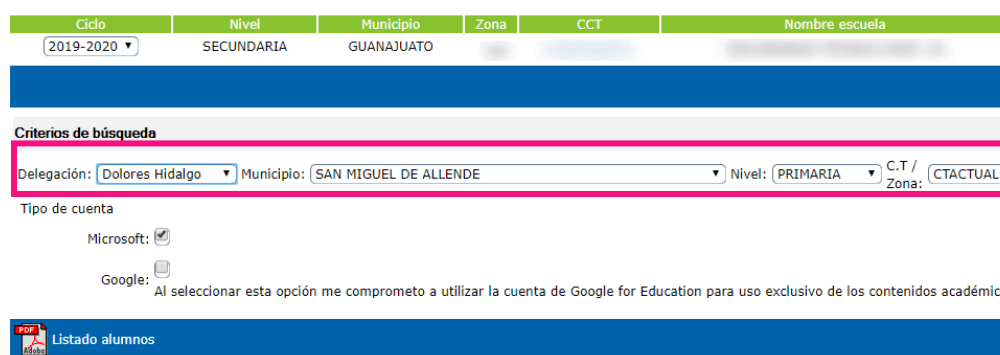 Ciclo Nivel Municipio Zona CCT Nombre escuela
2019-2020 SECUNDARIA GUANAJUATO
Criterios de búsqueda
Delegación: Dolores Hidalgo Municipio: SAN MIGUEL DE ALLENDE Nivel: PRIMARIA C.T / Zona: CTACTUAL
Tipo de cuenta
Microsoft:
Google:
Al seleccionar esta opción me comprometo a utilizar la cuenta de Google for Education para uso exclusivo de los contenidos académic
PDF
Adobe
Listado alumnos